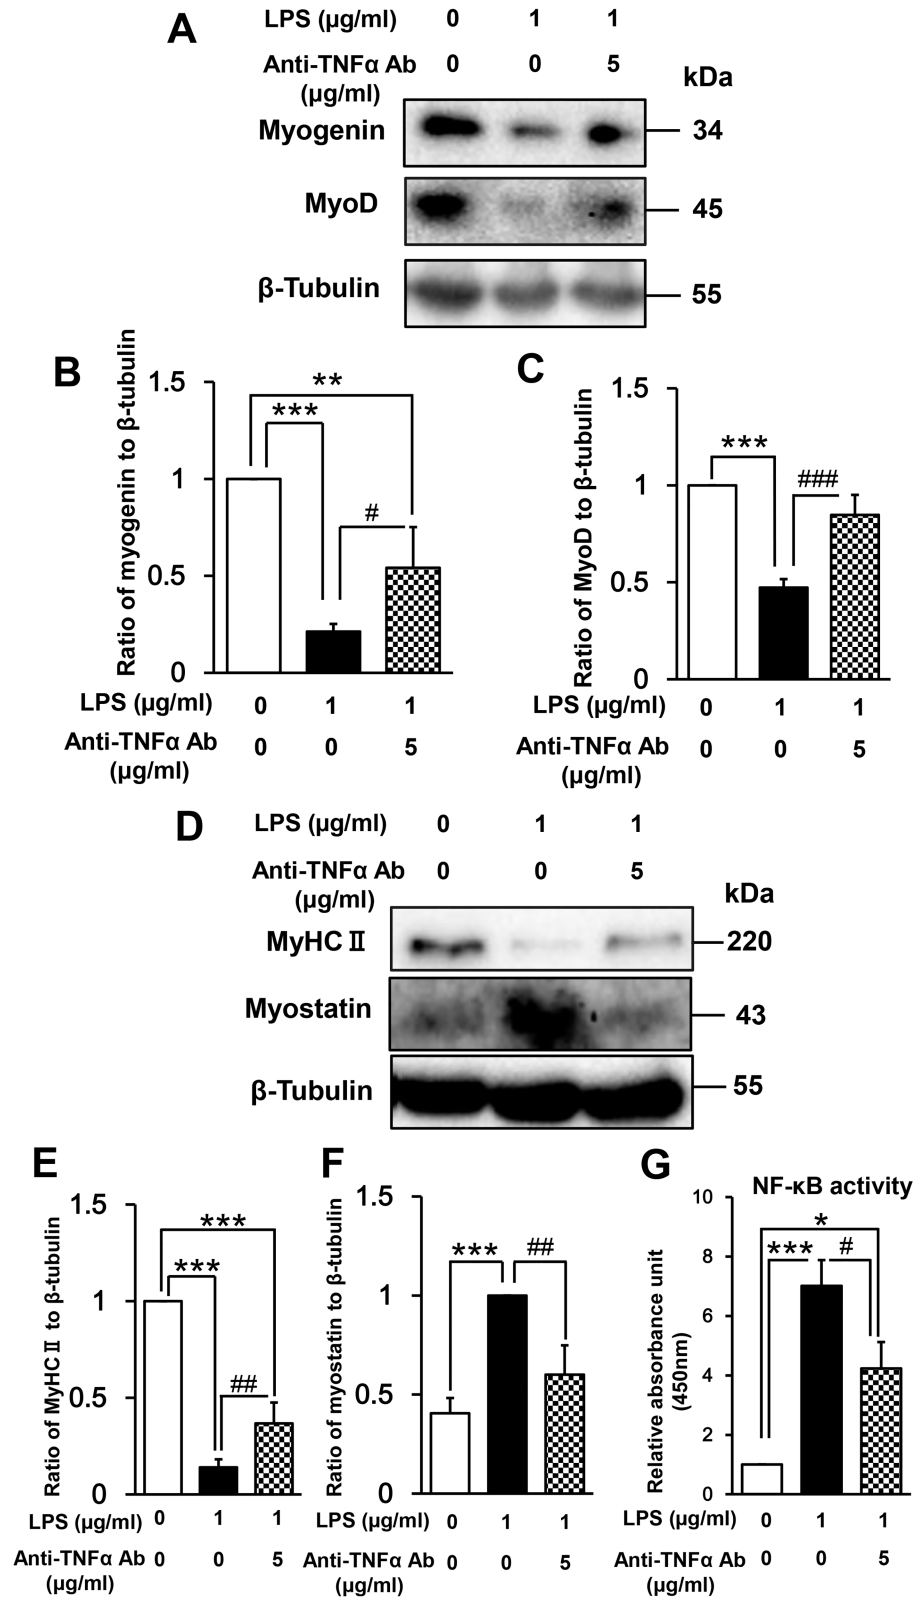 A
LPS (μg/ml) 0 1 1
Anti-TNFα Ab 0 0 5
(μg/ml)
kDa
Myogenin 34
MyoD 45
β-Tubulin 55
B
Ratio of myogenin to β-tubulin
1.5
1
0.5
0
**
***
#
LPS (μg/ml) 0 1 1
Anti-TNFα Ab 0 0 5
(μg/ml)
C
Ratio of MyoD to β-tubulin
1.5
1
0.5
0
***
###
LPS (μg/ml) 0 1 1
Anti-TNFα Ab 0 0 5
(μg/ml)
D
LPS (μg/ml) 0 1 1
Anti-TNFα Ab 0 0 5
(μg/ml)
kDa
MyHC Ⅱ 220
Myostatin 43
β-Tubulin 55
E
Ratio of MyHC Ⅱ to β-tubulin
1.5
1
0.5
0
***
***
##
LPS (μg/ml) 0 1 1
Anti-TNFα Ab 0 0 5
(μg/ml)
F
Ratio of myostatin to β-tubulin
1.5
1
0.5
0
***
##
LPS (μg/ml) 0 1 1
Anti-TNFα Ab 0 0 5
(μg/ml)
G
NF-κB activity
Relative absorbance unit
(450nm)
10
8
6
4
2
0
*
***
#
LPS (μg/ml) 0 1 1
Anti-TNFα Ab 0 0 5
(μg/ml)